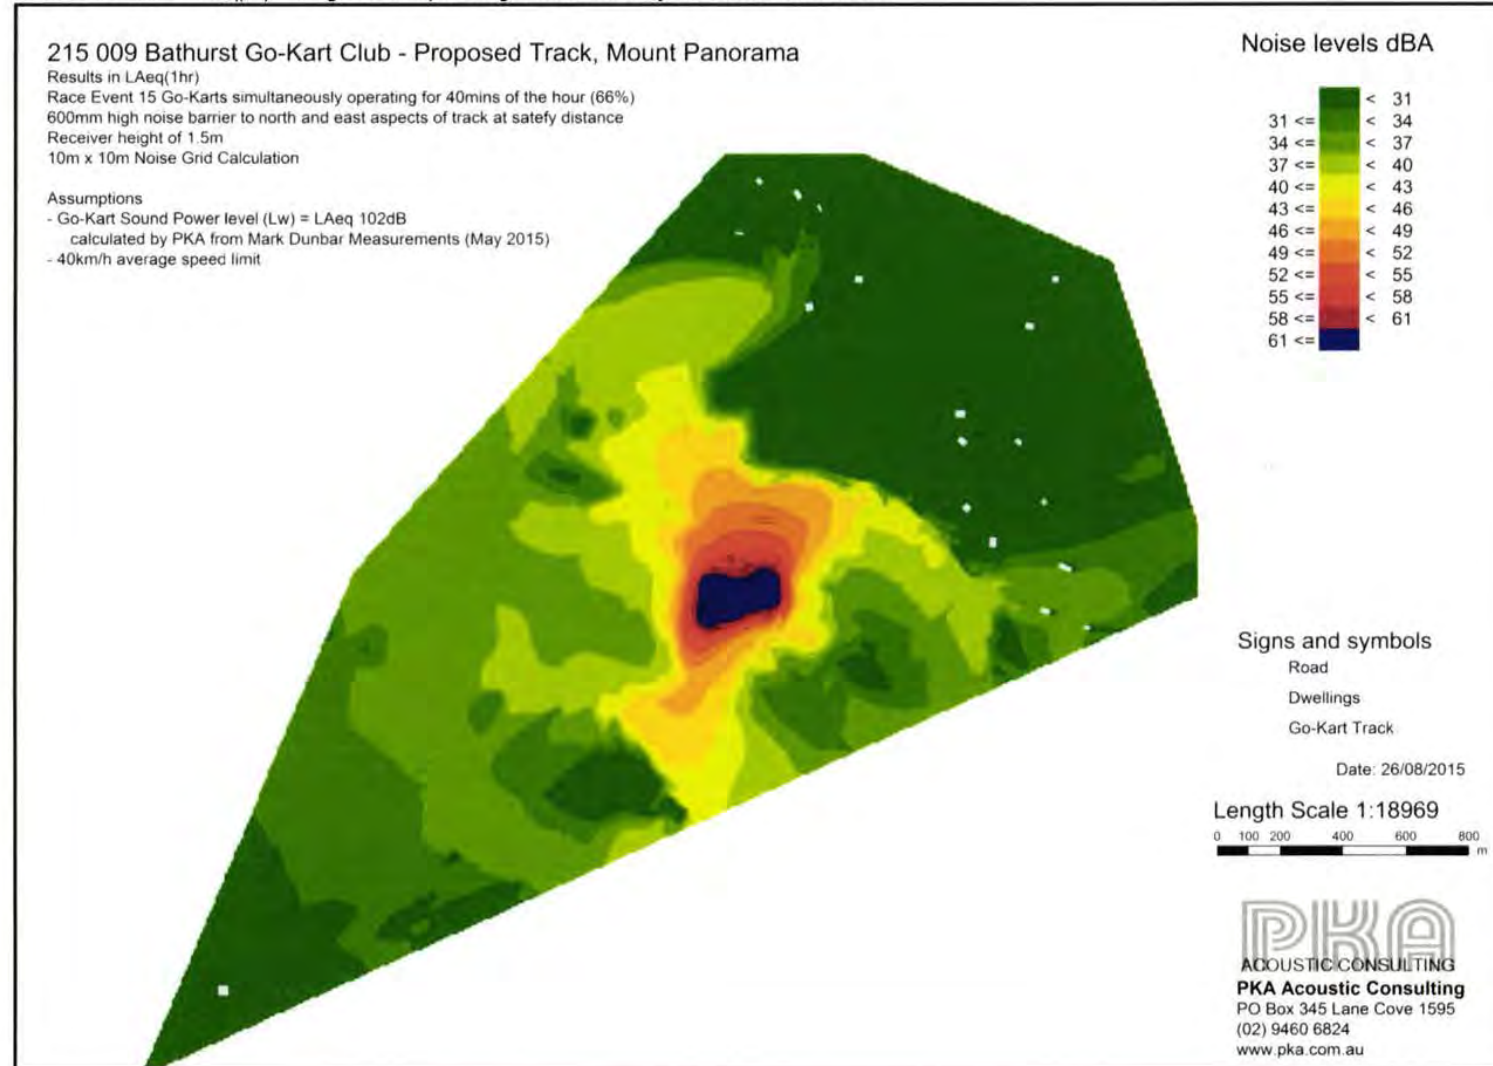 215 009 Bathurst Go-Kart Club - Proposed Track, Mount Panorama
Results in LAeq(1hr)
Race Event 15 Go-Karts simultaneously operating for 40mins of the hour (66%)
600mm high noise barrier to north and east aspects of track at satefy distance
Receiver height of 1.5m
10m x 10m Noise Grid Calculation
Assumptions
- Go-Kart Sound Power level (Lw) = LAeq 102dB
calculated by PKA from Mark Dunbar Measurements (May 2015)
- 40km/h average speed limit
Noise levels dBA
< 31
31 <= < 34
34 <= < 37
37 <= < 40
40 <= < 43
43 <= < 46
46 <= < 49
49 <= < 52
52 <= < 55
55 <= < 58
58 <= < 61
61 <=
Signs and symbols
Road
Dwellings
Go-Kart Track
Date: 26/08/2015
Length Scale 1:18969
0 100 200 400 600 800
m
PKA
ACOUSTIC CONSULTING
PKA Acoustic Consulting
PO Box 345 Lane Cove 1595
(02) 9460 6824
www.pka.com.au